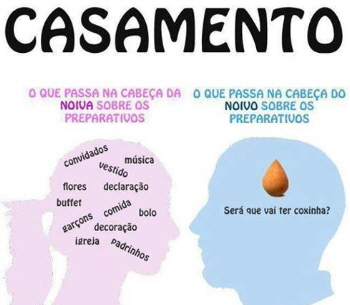 CASAMENTO
O QUE PASSA NA CABEÇA DA
NOIVA SOBRE OS
PREPARATIVOS
O QUE PASSA NA CABEÇA DO
NOIVO SOBRE OS
PREPARATIVOS
convidados
música
vestido
flores
declaração
buffet
comida
bolo
garçons
decoração
igreja
padrinhos
Será que vai ter coxinha?